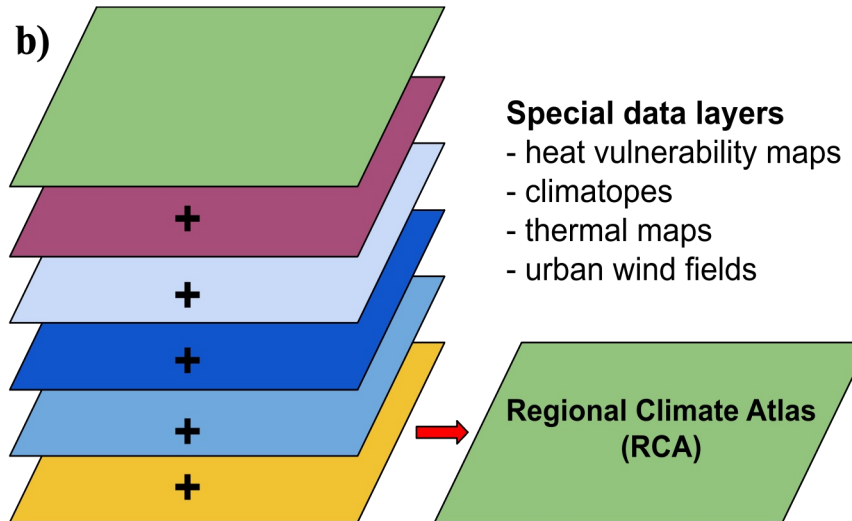 b)
Special data layers
- heat vulnerability maps
- climatopes
- thermal maps
- urban wind fields
+
+
+
+
+
Regional Climate Atlas
(RCA)